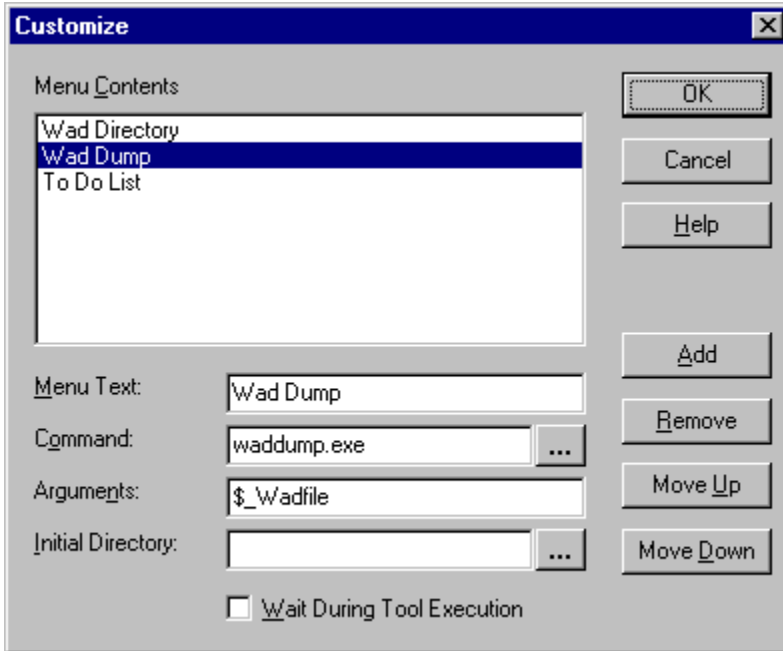 Customize
Menu Contents
Wad Directory
Wad Dump
To Do List
OK
Cancel
Help
Add
Remove
Move Up
Move Down
Menu Text:
Wad Dump
Command:
waddump.exe
...
Arguments:
$_Wadfile
Initial Directory:
...
Wait During Tool Execution